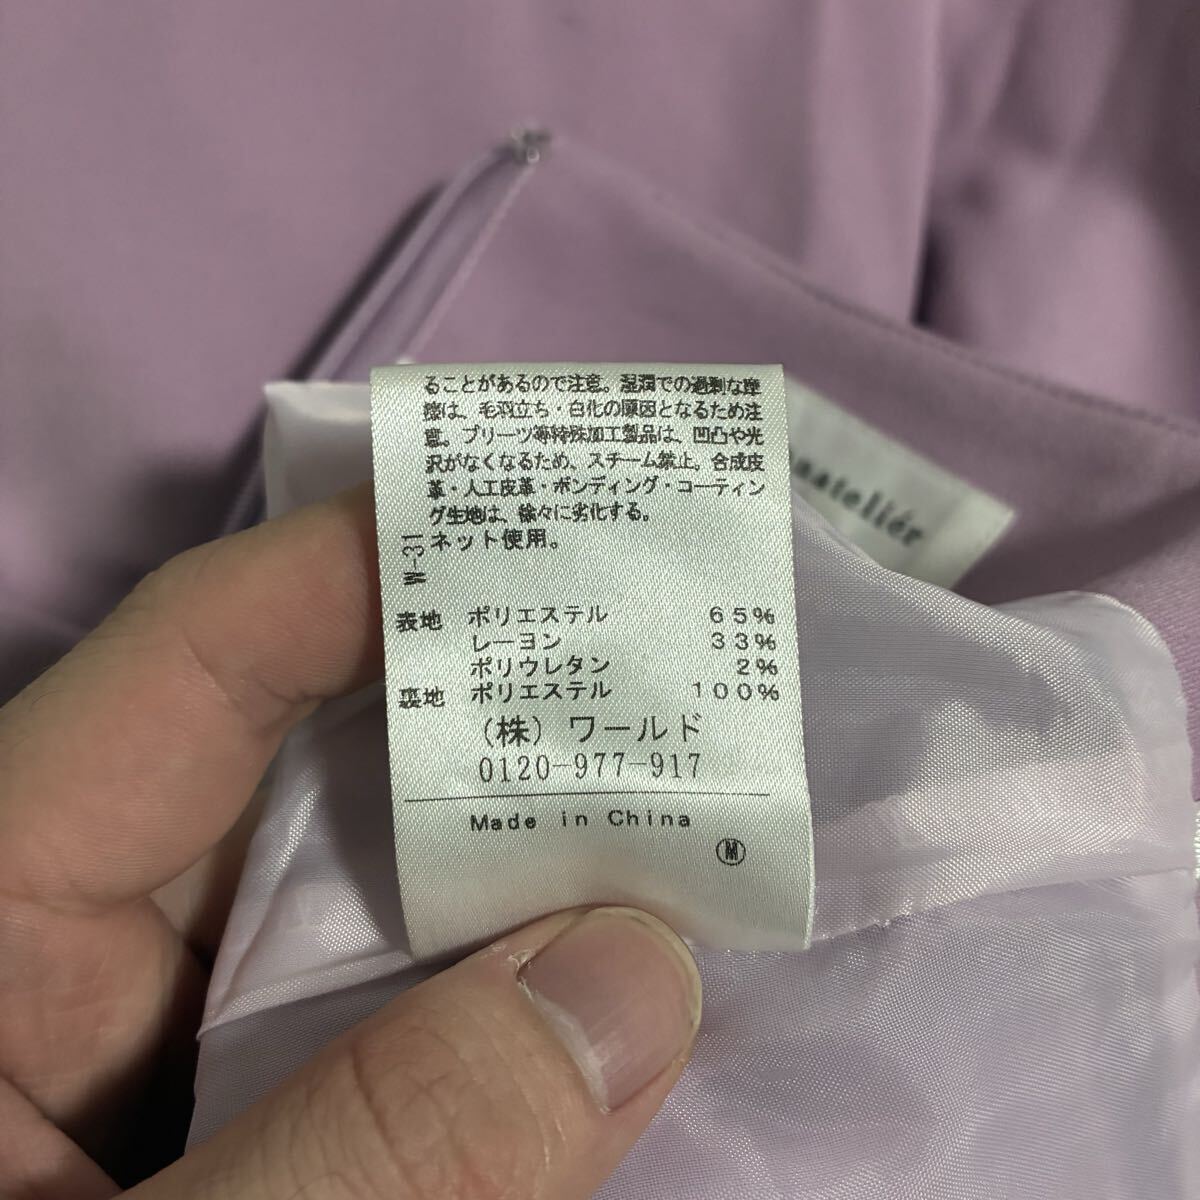 ることがあるので注意。湿潤での過剰な摩
擦は、毛羽立ち・白化の原因となるため注
意。プリーツ等特殊加工製品は、凹凸や光
沢がなくなるため、スチーム禁止。合成皮
革・人工皮革・ボンディング・コーティン
グ生地は、徐々に劣化する。
ネット使用。
W-31
表地 ポリエステル 65%
レーヨン 33%
ポリウレタン 2%
裏地 ポリエステル 100%
(株) ワールド
0120-977-917
Made in China
M